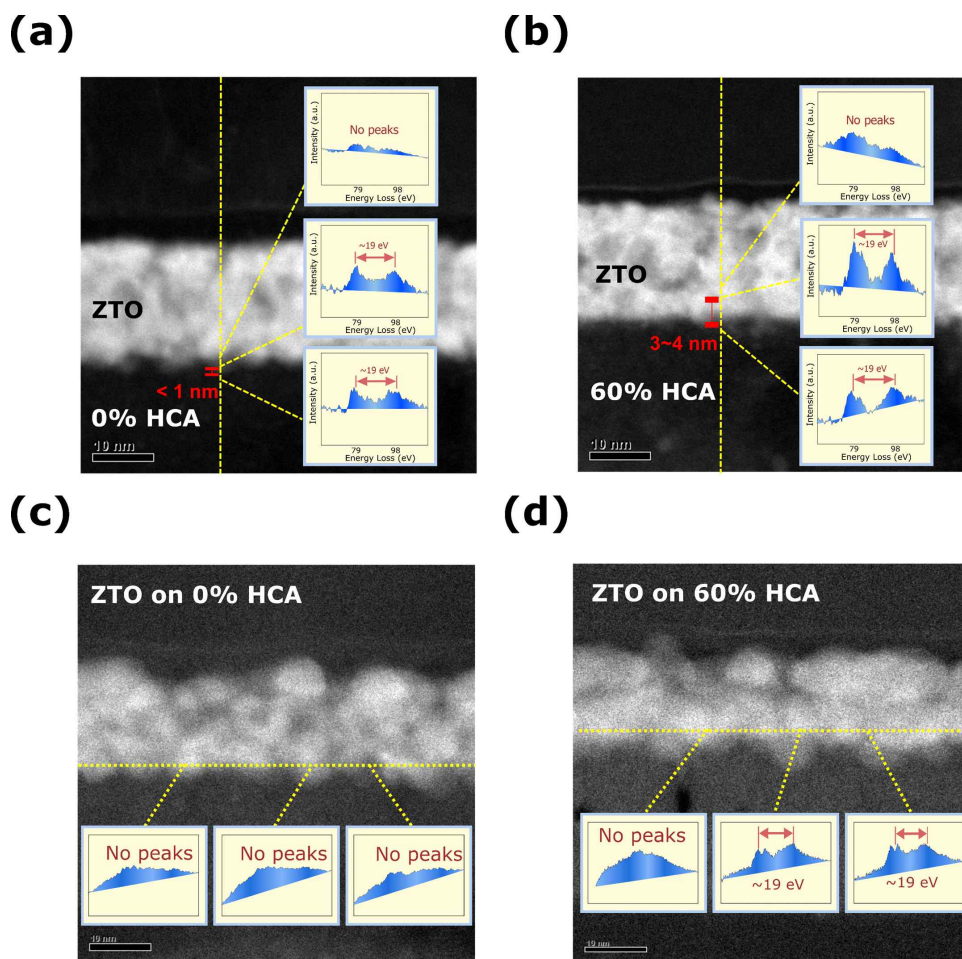 (a)
(b)
No peaks
Intensity (a.u.)
79 98
Energy Loss (eV)
~19 eV
Intensity (a.u.)
79 98
Energy Loss (eV)
~19 eV
Intensity (a.u.)
79 98
Energy Loss (eV)
ZTO
< 1 nm
0% HCA
10 nm
No peaks
Intensity (a.u.)
79 98
Energy Loss (eV)
~19 eV
Intensity (a.u.)
79 98
Energy Loss (eV)
~19 eV
Intensity (a.u.)
79 98
Energy Loss (eV)
ZTO
3~4 nm
60% HCA
10 nm
(c)
(d)
ZTO on 0% HCA
No peaks
No peaks
No peaks
10 nm
ZTO on 60% HCA
No peaks
~19 eV
~19 eV
10 nm